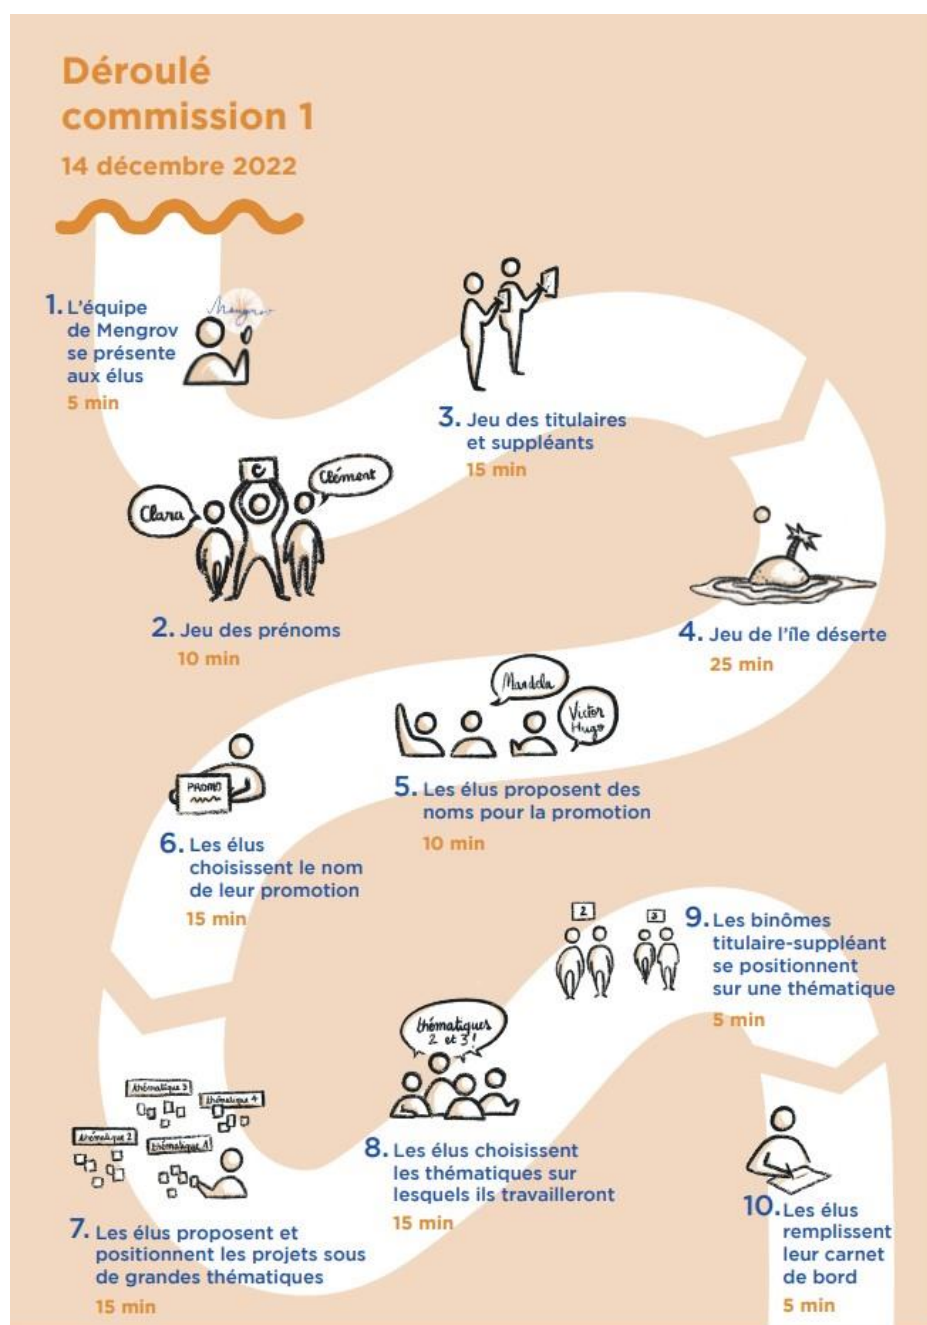 Déroulé
commission 1
14 décembre 2022
1. L'équipe
de Mengrov
se présente
aux élus
5 min
Mengrov
Clara
C
Clément
2. Jeu des prénoms
10 min
3. Jeu des titulaires
et suppléants
15 min
4. Jeu de l'île déserte
25 min
Mandela
Victor
Hugo
5. Les élus proposent des
noms pour la promotion
10 min
PROMO
6. Les élus
choisissent le nom
de leur promotion
15 min
thématique 3
thématique 4
thématique 2
thématique 1
7. Les élus proposent et
positionnent les projets sous
de grandes thématiques
15 min
thématiques
2 et 3!
8. Les élus choisissent
les thématiques sur
lesquels ils travailleront
15 min
2
3
9. Les binômes
titulaire-suppléant
se positionnent
sur une thématique
5 min
10. Les élus
remplissent
leur carnet
de bord
5 min